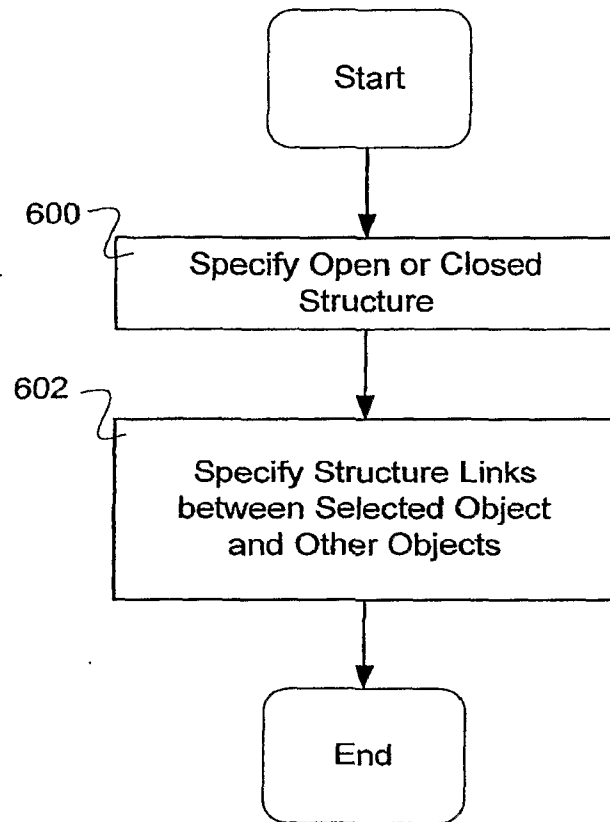 Start
600
Specify Open or Closed
Structure
602
Specify Structure Links
between Selected Object
and Other Objects
End